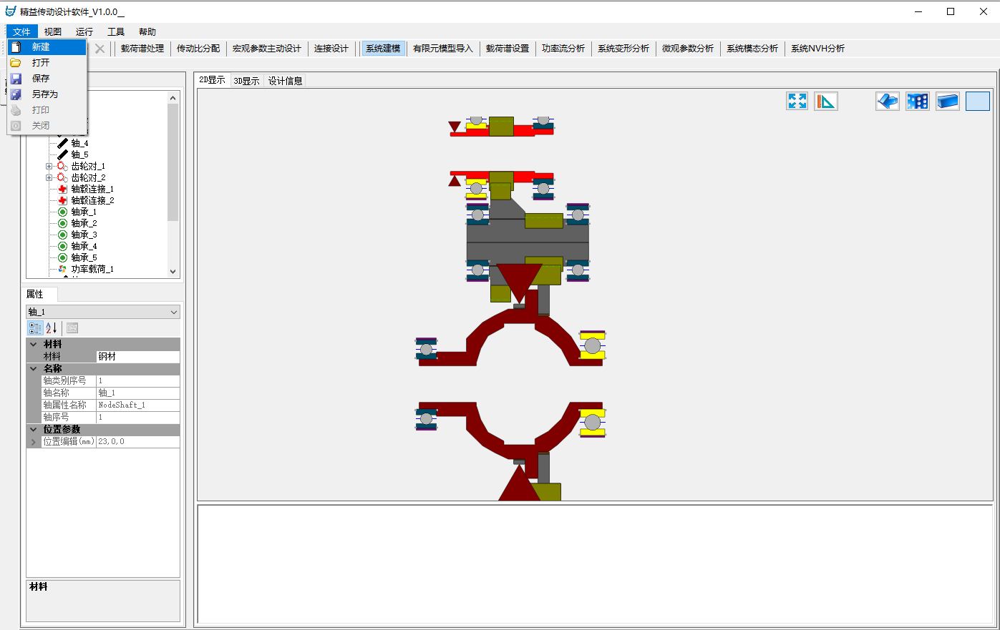 精益传动设计软件_V1.0.0__
文件 视图 运行 工具 帮助
新建
打开
保存
另存为
打印
关闭
载荷谱处理 传动比分配 宏观参数主动设计 连接设计 系统建模 有限元模型导入 载荷谱设置 功率流分析 系统变形分析 微观参数分析 系统模态分析 系统NVH分析
2D显示 3D显示 设计信息
轴_4
轴_5
齿轮对_1
齿轮对_2
轴毂连接_1
轴毂连接_2
轴承_1
轴承_2
轴承_3
轴承_4
轴承_5
功率载荷_1
属性
轴_1
材料
材料 钢材
名称
轴类别序号 1
轴名称 轴_1
轴属性名称 NodeShaft_1
轴序号 1
位置参数
位置编辑(mm) 23,0,0
材料